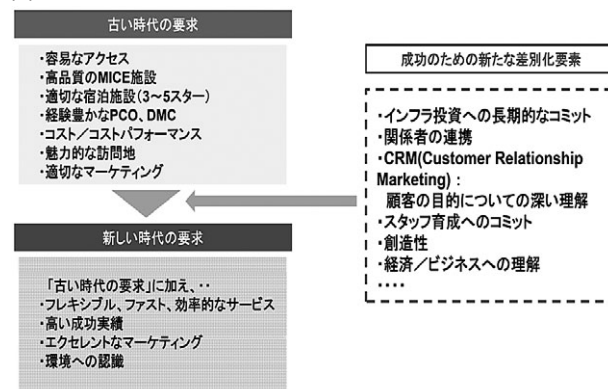 古い時代の要求
・容易なアクセス
・高品質のMICE施設
・適切な宿泊施設(3～5スター)
・経験豊かなPCO、DMC
・コスト／コストパフォーマンス
・魅力的な訪問地
・適切なマーケティング
新しい時代の要求
「古い時代の要求」に加え、・・
・フレキシブル、ファスト、効率的なサービス
・高い成功実績
・エクセレントなマーケティング
・環境への認識
成功のための新たな差別化要素
・インフラ投資への長期的なコミット
・関係者の連携
・CRM(Customer Relationship
Marketing)：
顧客の目的についての深い理解
・スタッフ育成へのコミット
・創造性
・経済／ビジネスへの理解
・・・・